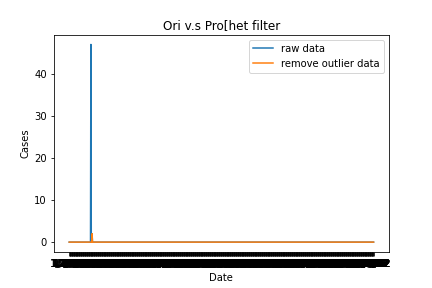 Ori v.s Pro[het filter
raw data
remove outlier data
40
30
20
10
0
Cases
Date